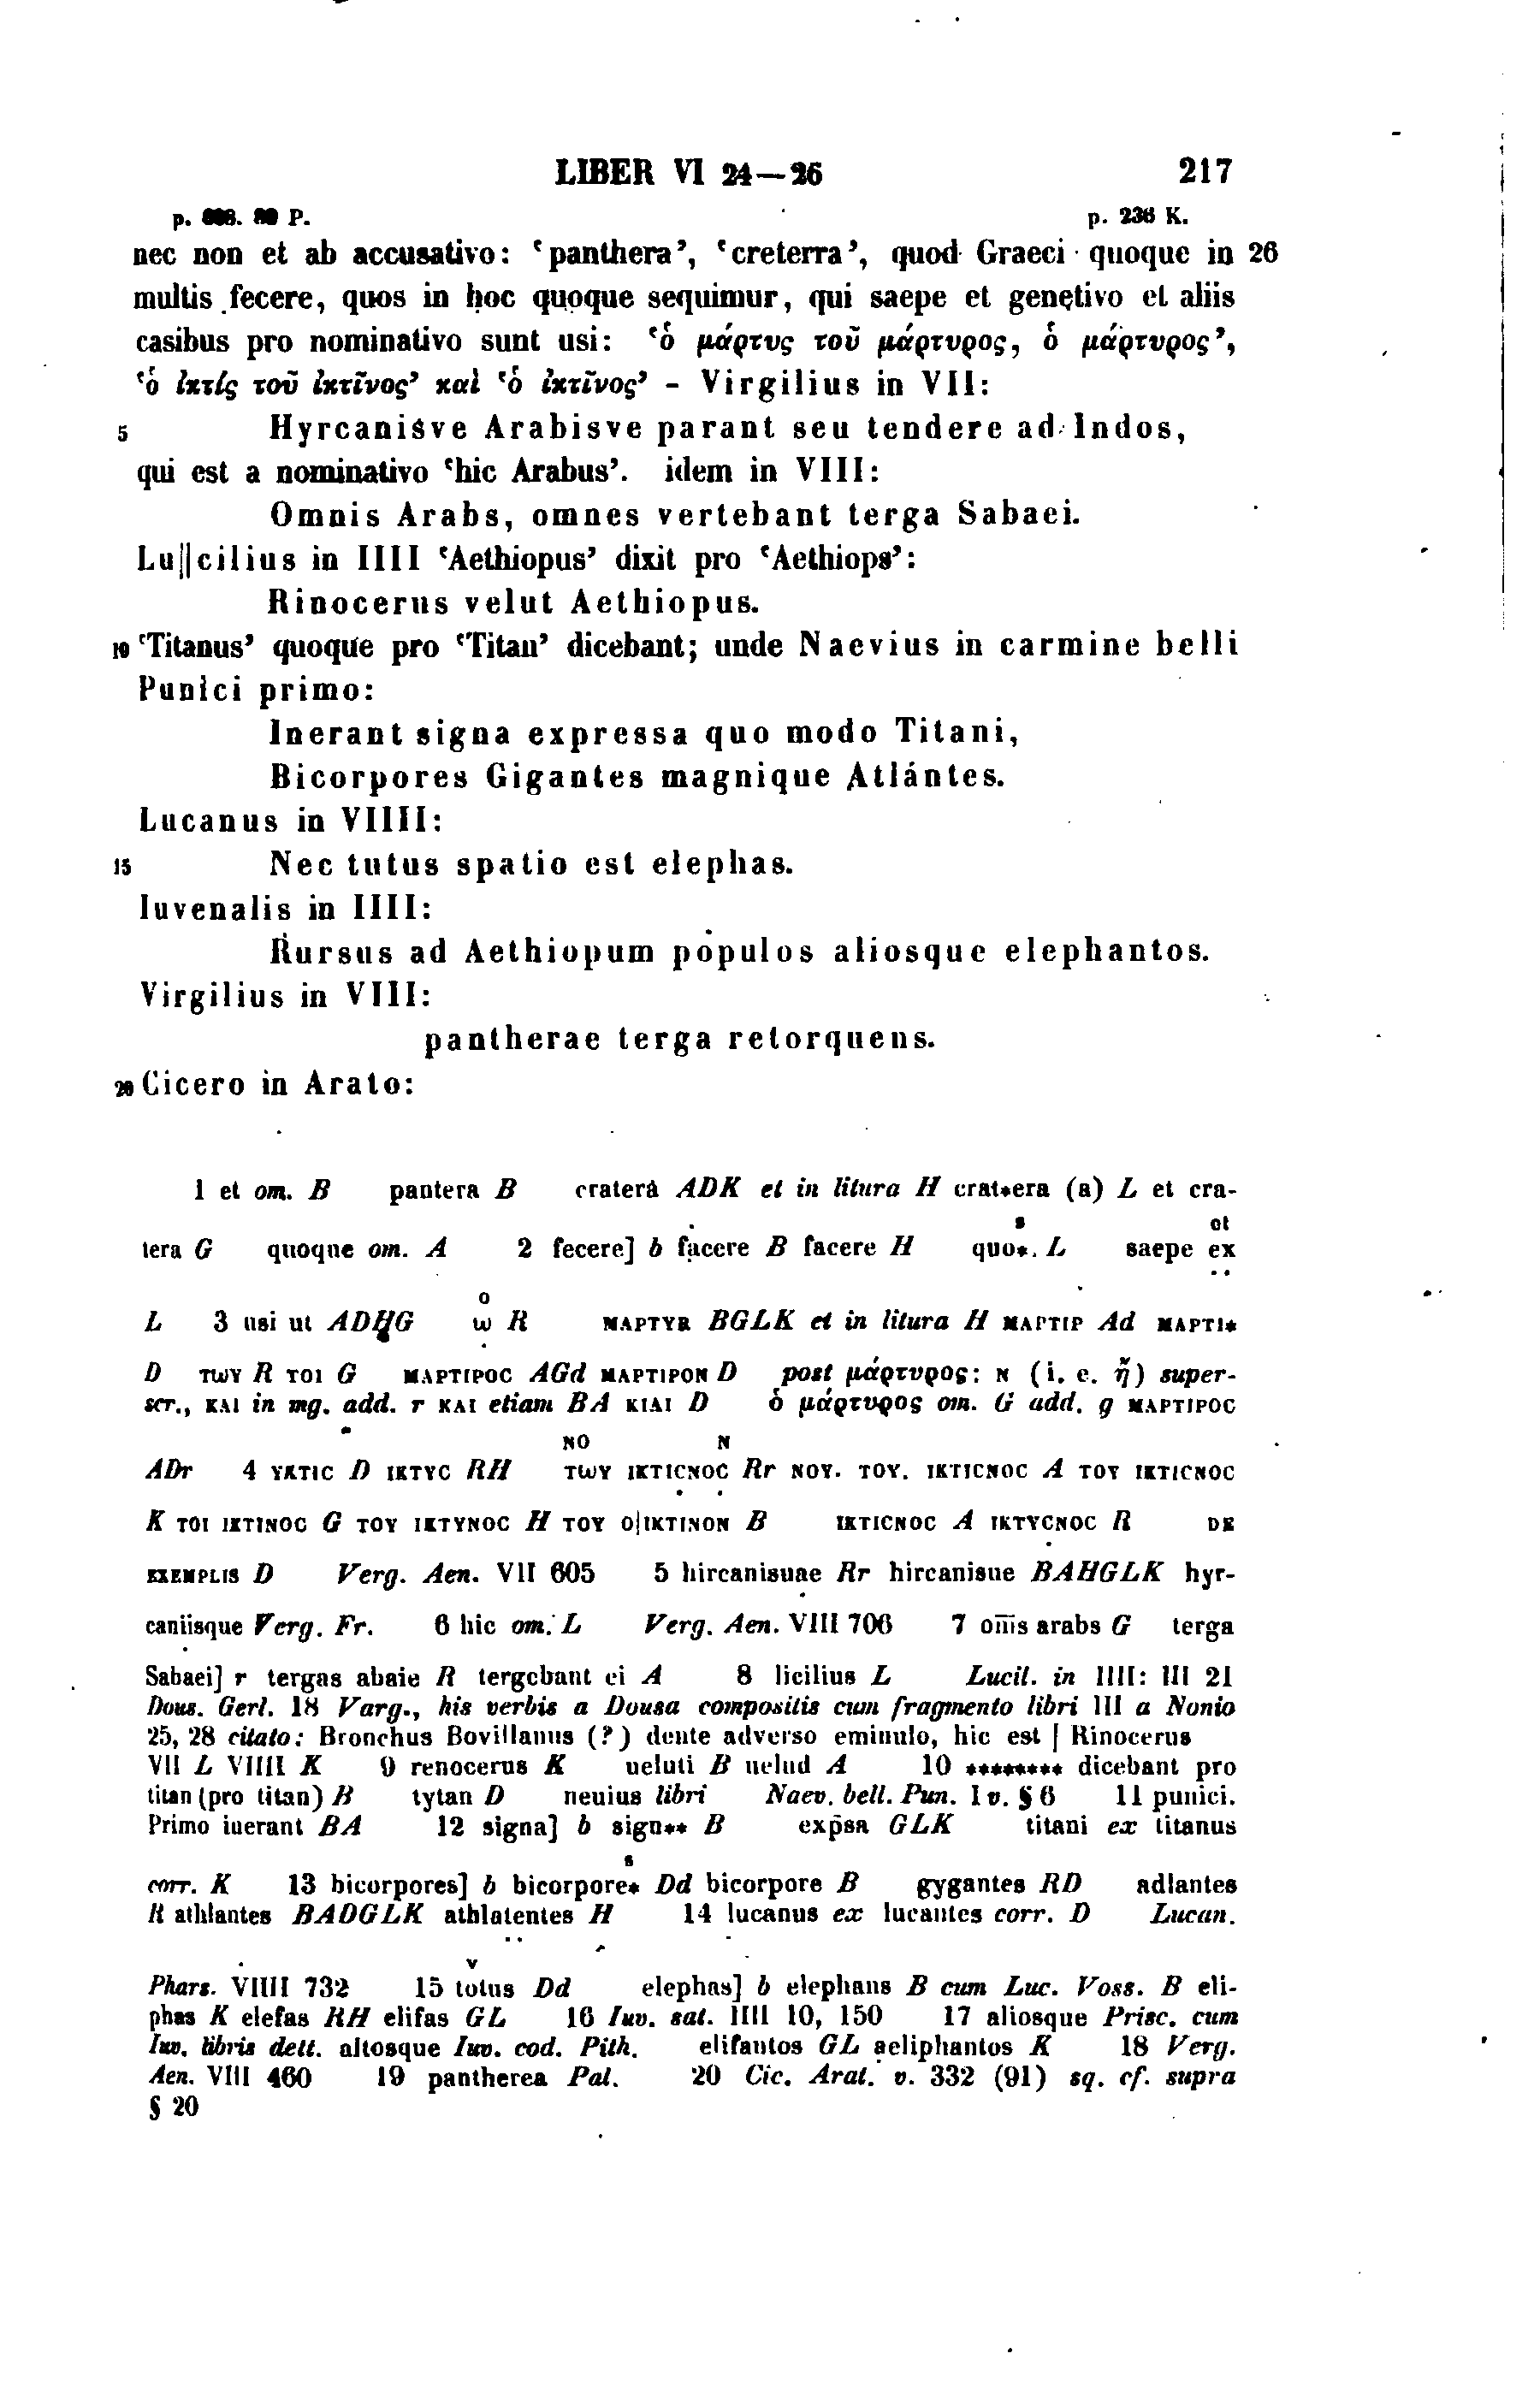 LIBER VI 24—26 217
p. P. p. 236 K.
nec non et ab accusativo: ‘panthera’, ‘creterra’, quod Graeci quoque in 26
multis fecere, quos in hoc quoque sequimur, qui saepe et genetivo et aliis
casibus pro nominativo sunt usi: ‘ὁ μάρτυς τοῦ μάρτυρος, ὁ μάρτυρος’,
‘ὁ ἰκτίς τοῦ ἰκτῖνος’ καὶ ‘ὁ ἰκτῖνος’ - Virgilius in VII:
5 Hyrcanisve Arabisve parant seu tendere ad Indos,
qui est a nominativo ‘hic Arabus’. idem in VIII:
Omnis Arabs, omnes vertebant terga Sabaei.
Lu||cilius in IIII ‘Aethiopus’ dixit pro ‘Aethiops’:
Rinocerus velut Aethiopus.
10 ‘Titanus’ quoque pro ‘Titan’ dicebant; unde Naevius in carmine belli
Punici primo:
Inerant signa expressa quo modo Titani,
Bicorpores Gigantes magnique Atlántes.
Lucanus in VIIII:
15 Nec tutus spatio est elephas.
Iuvenalis in IIII:
Rursus ad Aethiopum populos aliosque elephantos.
Virgilius in VIII:
pantherae terga retorquens.
20 Cicero in Arato:
1 et om. B pantera B cratera ADK et in litura H crat*era (a) L et cra-
s et
tera G quoque om. A 2 fecere] b facere B facere H quo*. L saepe ex
o
L 3 usi ut ADHG ω R ΜΑΡΤΥΡ BGLK et in litura H ΜΑΡΤΙΡ Ad ΜΑΡΤΙ*
D ΤωΥ R ΤΟΙ G ΜΑΡΤΙΡΟC AGd ΜΑΡΤΙΡΟΝ D post μάρτυρος: Ν (i. e. ἤ) super-
scr., ΚΑΙ in mg. add. r ΚΑΙ etiam BA ΚΙΑΙ D ὁ μάρτυρος om. G add. g ΜΑΡΤΙΡΟC
ΝΟ Ν
ADr 4 ΥΚΤΙC D ΙΚΤΥC RH ΤωΥ ΙΚΤΙCΝΟC Rr ΝΟΥ. ΤΟΥ. ΙΚΤΙCΝΟC A ΤΟΥ ΙΚΤΙCΝΟC
K ΤΟΙ ΙΚΤΙΝΟC G ΤΟΥ ΙΚΤΥΝΟC H ΤΟΥ Ο|ΙΚΤΙΝΟΝ B ΙΚΤΙCΝΟC A ΙΚΤΥCΝΟC R DE
EXEMPLIS D Verg. Aen. VII 605 5 hircanisuae Rr hircanisue BAHGLK hyr-
caniisque Verg. Fr. 6 hic om. L Verg. Aen. VIII 706 7 om̅is arabs G terga
Sabaei] r tergas abaie R tergebant ei A 8 licilius L Lucil. in IIII: III 21
Dous. Gerl. 18 Varg., his verbis a Dousa compositis cum fragmento libri III a Nonio
25, 28 citato: Bronchus Bovillanus (?) dente adverso eminulo, hic est | Rinocerus
VII L VIIII K 9 renocerus K ueluti B uelud A 10 ******** dicebant pro
titan (pro titan) B tytan D neuius libri Naev. bell. Pun. I v. § 6 11 punici.
Primo inerant BA 12 signa] b sign** B exp̄sa GLK titani ex titanus
s
corr. K 13 bicorpores] b bicorpore* Dd bicorpore B gygantes RD adlantes
R athlantes BADGLK athlatentes H 14 lucanus ex lucantes corr. D Lucan.
v
Phars. VIIII 732 15 totus Dd elephas] b elephans B cum Luc. Voss. B eli-
phas K elefas RH elifas GL 16 Iuv. sat. IIII 10, 150 17 aliosque Prisc. cum
Iuv. libris dett. altosque Iuv. cod. Pith. elifantos GL aeliphantos K 18 Verg.
Aen. VIII 460 19 pantherea Pal. 20 Cic. Arat. v. 332 (91) sq. cf. supra
§ 20